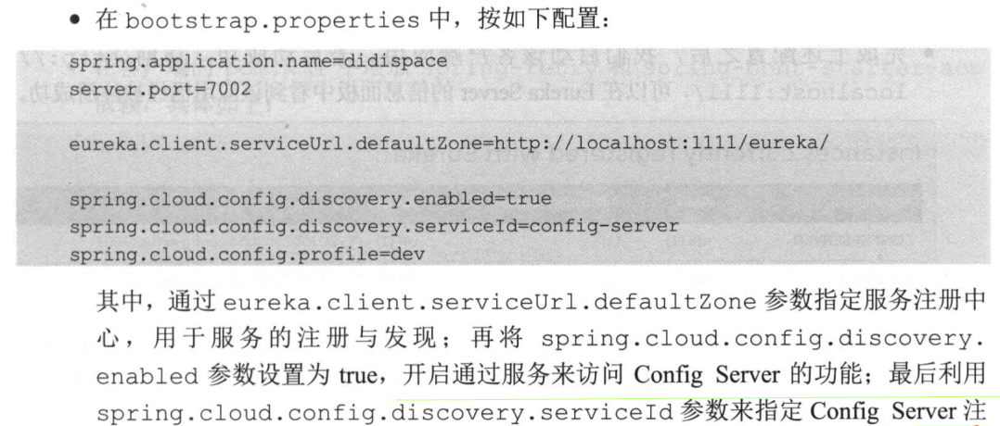 • 在 bootstrap.properties 中，按如下配置：
spring.application.name=didispace
server.port=7002
eureka.client.serviceUrl.defaultZone=http://localhost:1111/eureka/
spring.cloud.config.discovery.enabled=true
spring.cloud.config.discovery.serviceId=config-server
spring.cloud.config.profile=dev
其中，通过 eureka.client.serviceUrl.defaultZone 参数指定服务注册中
心，用于服务的注册与发现；再将 spring.cloud.config.discovery.
enabled 参数设置为 true，开启通过服务来访问 Config Server 的功能；最后利用
spring.cloud.config.discovery.serviceId 参数来指定 Config Server 注